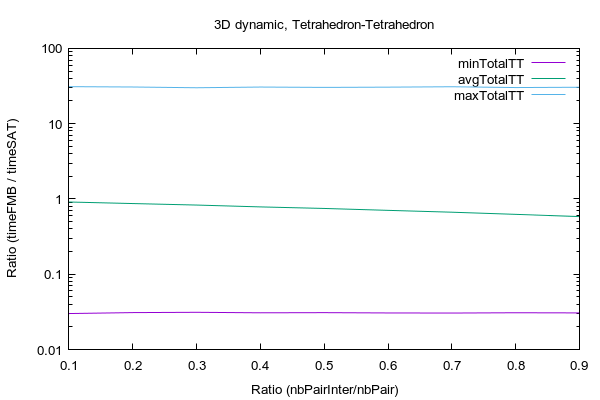 3D dynamic, Tetrahedron-Tetrahedron
100
10
1
0.1
0.01
Ratio (timeFMB / timeSAT)
minTotalTT
avgTotalTT
maxTotalTT
0.1 0.2 0.3 0.4 0.5 0.6 0.7 0.8 0.9
Ratio (nbPairInter/nbPair)